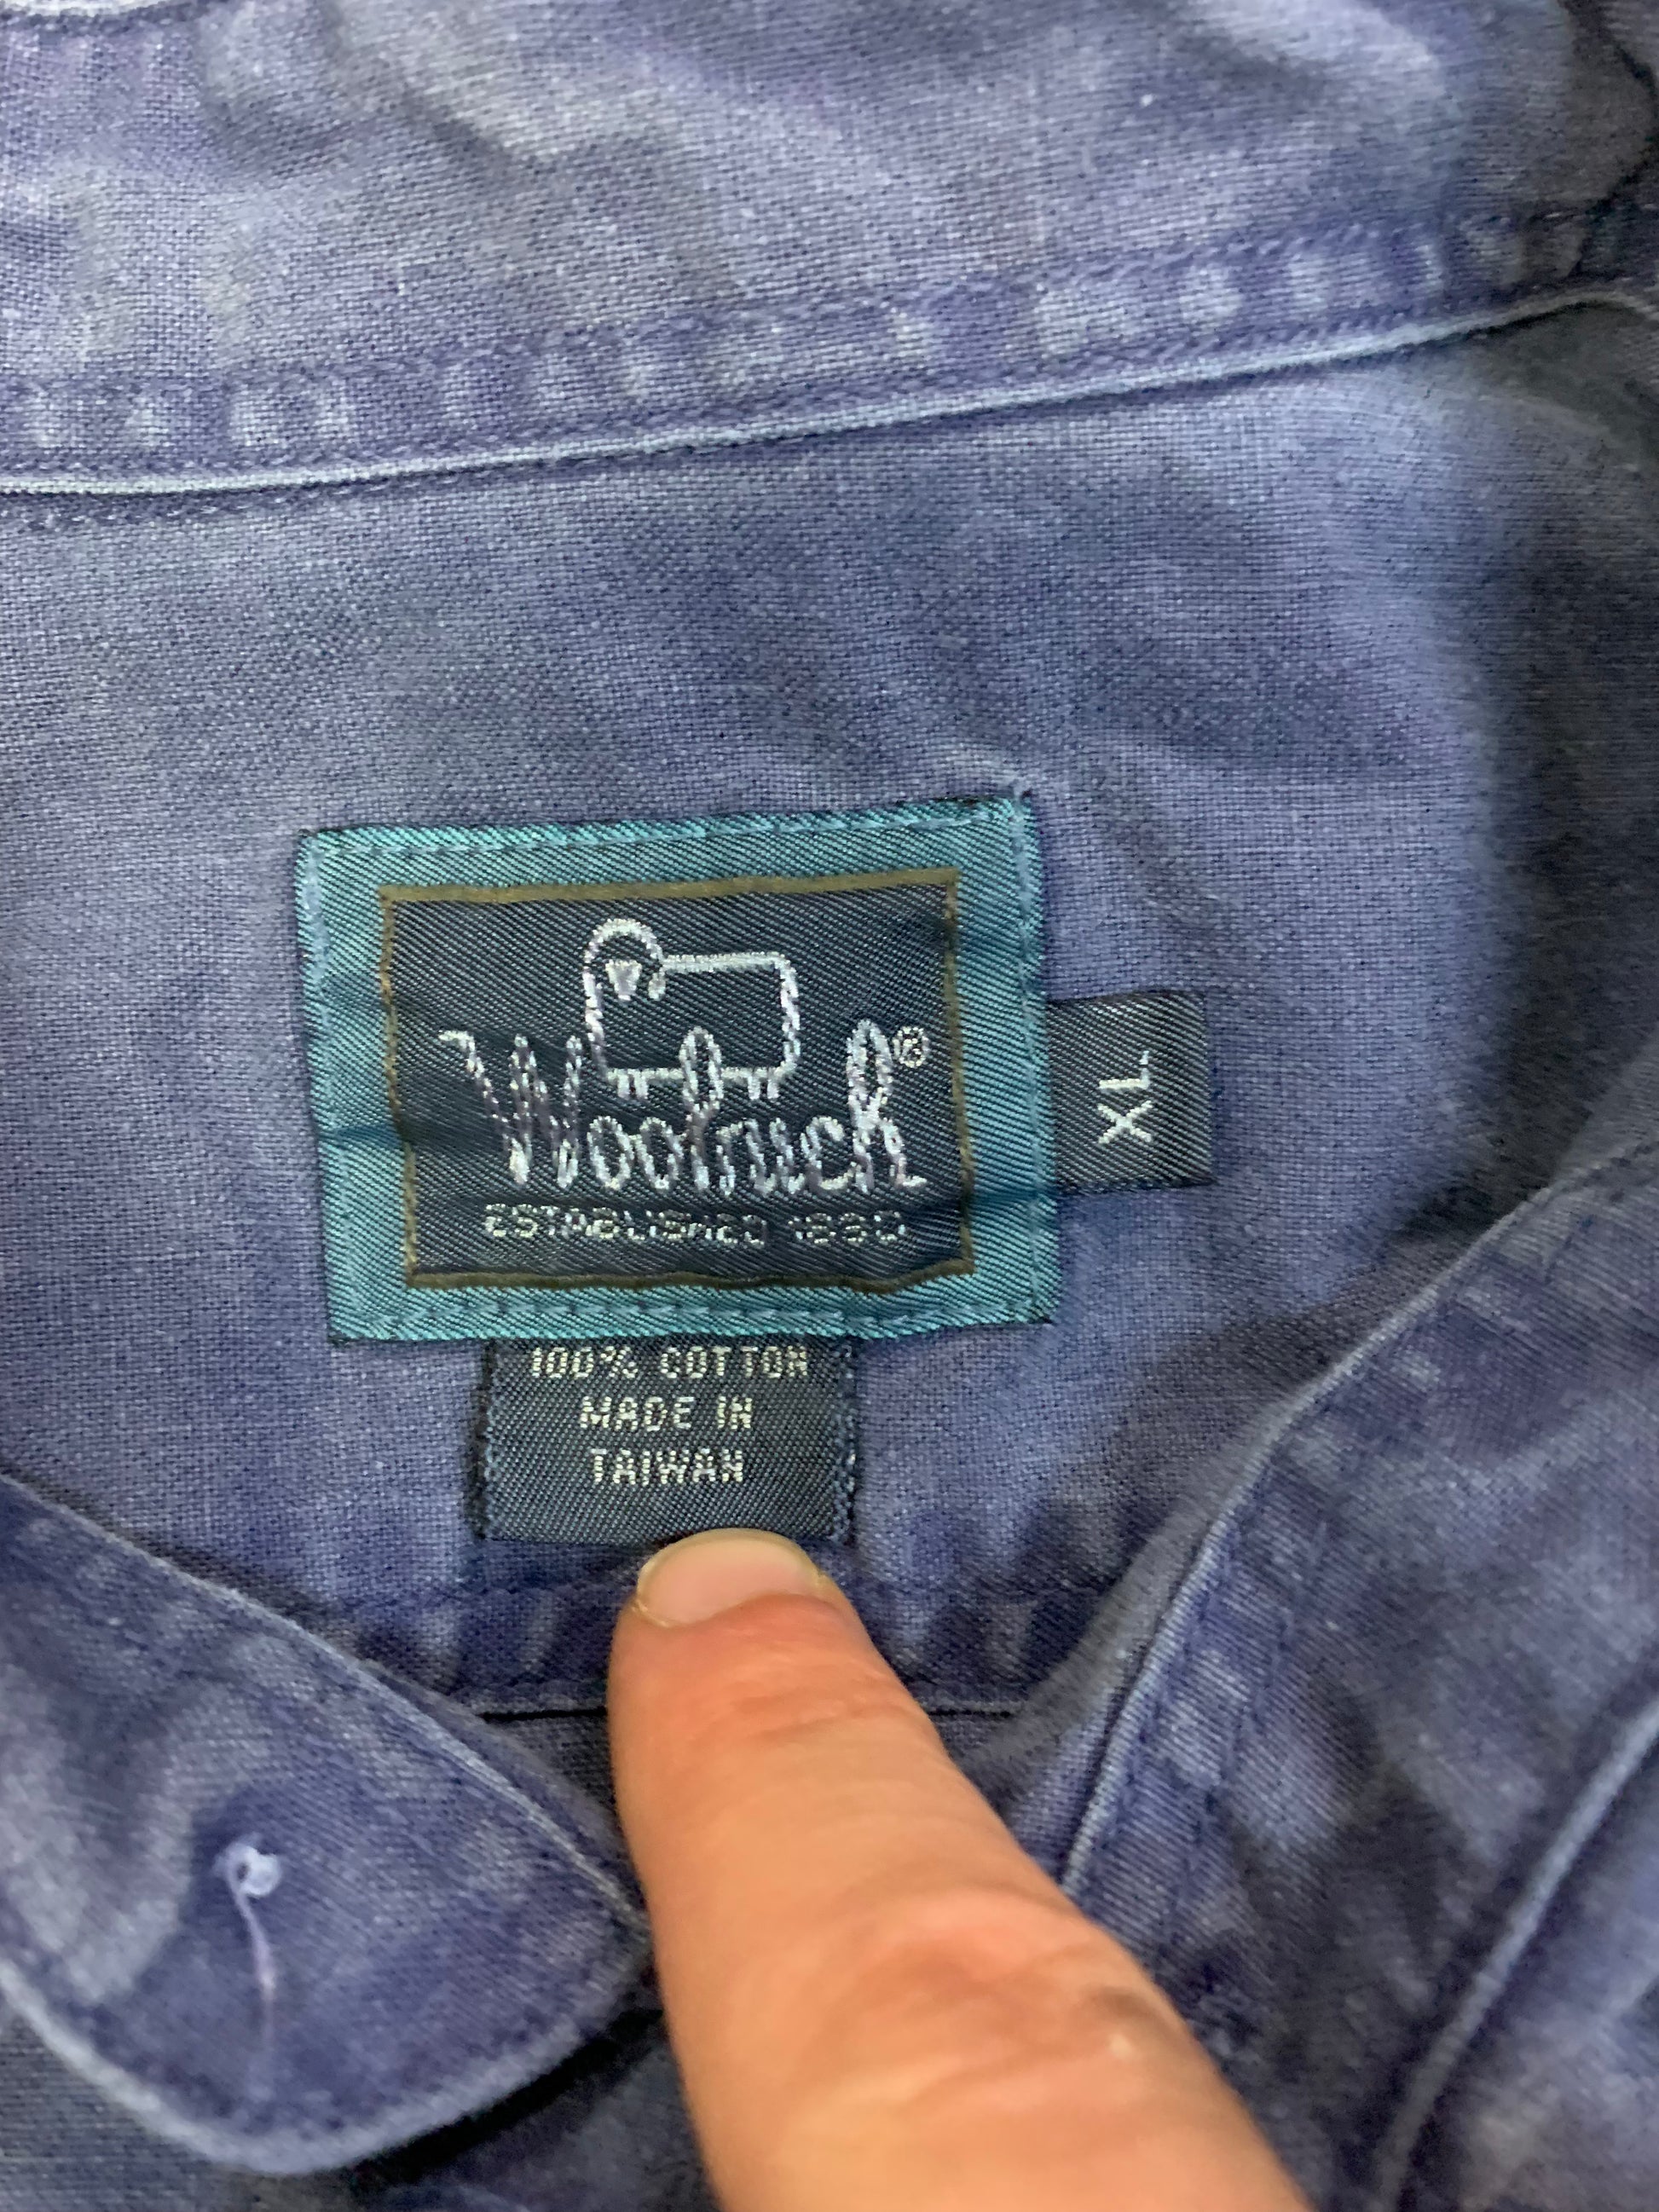 Woolrich®
ESTABLISHED 1830
XL
100% COTTON
MADE IN
TAIWAN